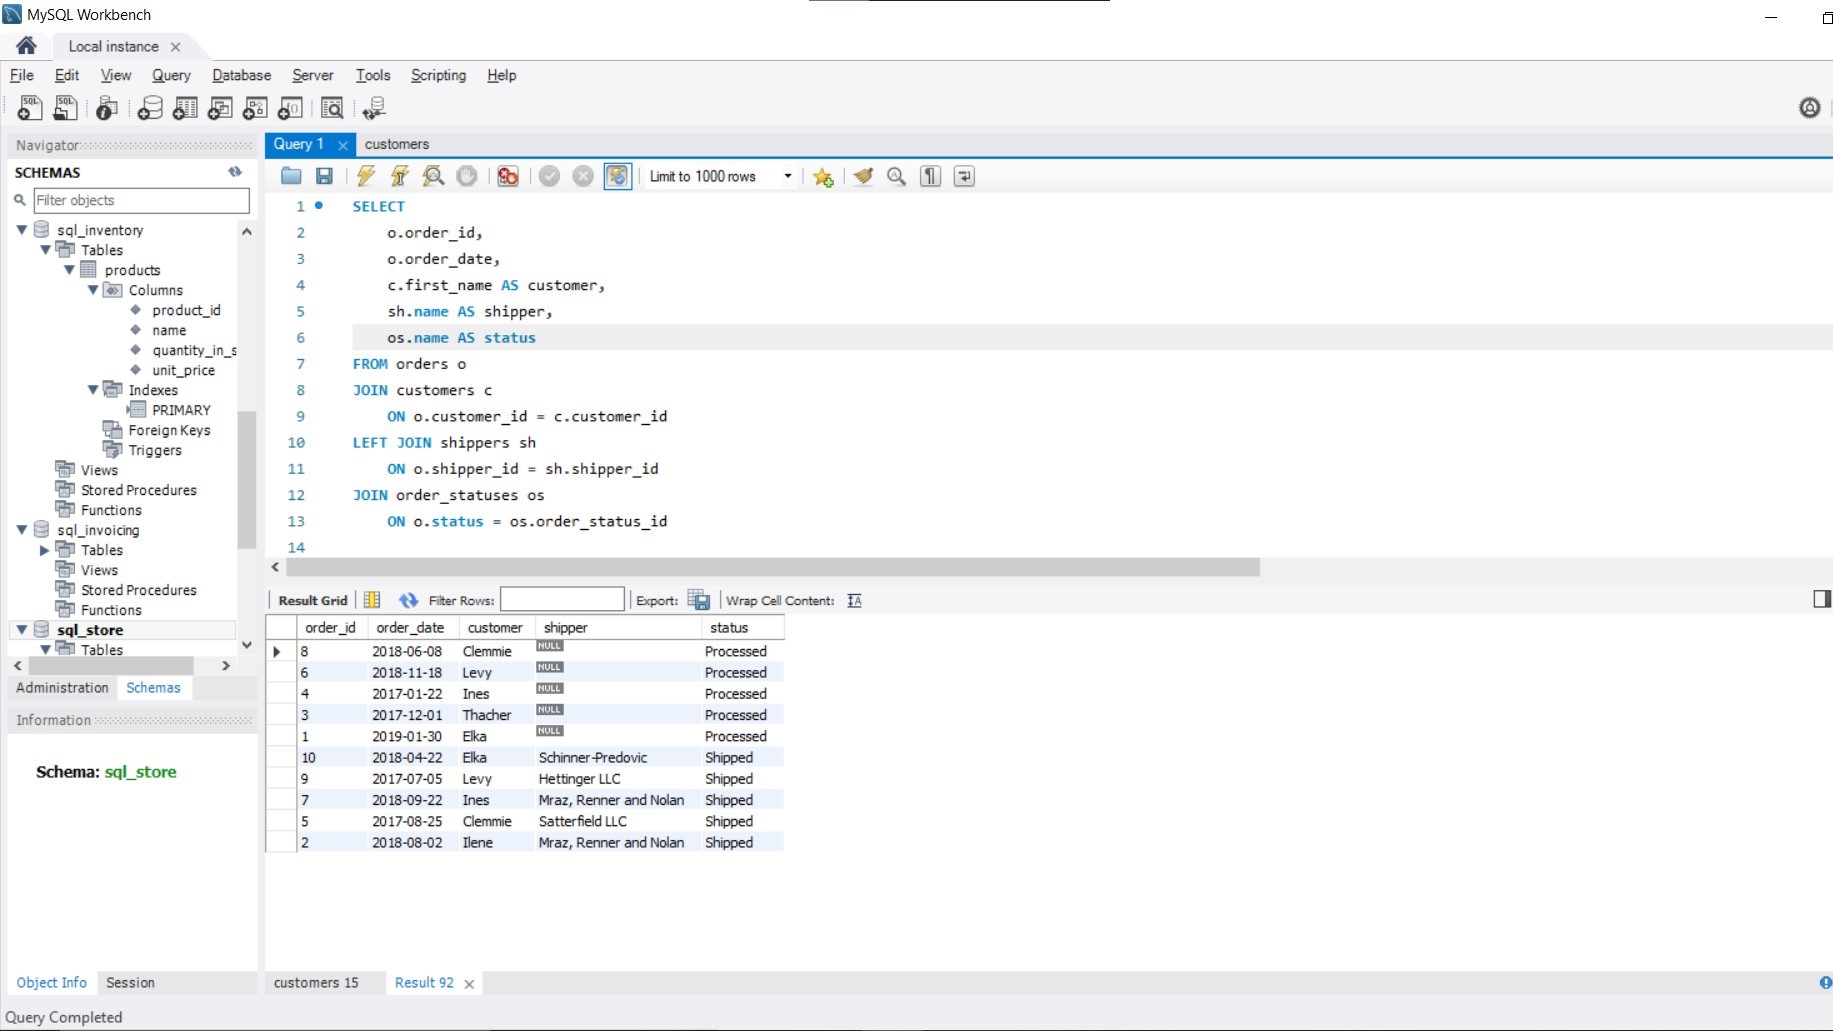 MySQL Workbench
Local instance
File Edit View Query Database Server Tools Scripting Help
Navigator
SCHEMAS
Filter objects
sql_inventory
Tables
products
Columns
product_id
name
quantity_in_s
unit_price
Indexes
PRIMARY
Foreign Keys
Triggers
Views
Stored Procedures
Functions
sql_invoicing
Tables
Views
Stored Procedures
Functions
sql_store
Tables
Administration Schemas
Information
Schema: sql_store
Object Info Session
Query 1 customers
Limit to 1000 rows
1 SELECT
2 o.order_id,
3 o.order_date,
4 c.first_name AS customer,
5 sh.name AS shipper,
6 os.name AS status
7 FROM orders o
8 JOIN customers c
9 ON o.customer_id = c.customer_id
10 LEFT JOIN shippers sh
11 ON o.shipper_id = sh.shipper_id
12 JOIN order_statuses os
13 ON o.status = os.order_status_id
14
Result Grid Filter Rows: Export: Wrap Cell Content:
order_id order_date customer shipper status
8 2018-06-08 Clemmie NULL Processed
6 2018-11-18 Levy NULL Processed
4 2017-01-22 Ines NULL Processed
3 2017-12-01 Thacher NULL Processed
1 2019-01-30 Elka NULL Processed
10 2018-04-22 Elka Schinner-Predovic Shipped
9 2017-07-05 Levy Hettinger LLC Shipped
7 2018-09-22 Ines Mraz, Renner and Nolan Shipped
5 2017-08-25 Clemmie Satterfield LLC Shipped
2 2018-08-02 Ilene Mraz, Renner and Nolan Shipped
customers 15 Result 92
Query Completed